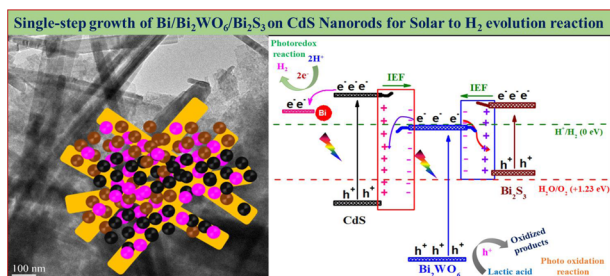 Single-step growth of Bi/Bi₂WO₆/Bi₂S₃ on CdS Nanorods for Solar to H₂ evolution reaction
100 nm
Photoredox
reaction
2H⁺
H₂
2e⁻
e⁻e⁻e⁻
IEF
e⁻e⁻
Bi
e⁻e⁻e⁻
IEF
e⁻e⁻e⁻
H⁺/H₂ (0 eV)
h⁺ h⁺
CdS
h⁺ h⁺
Bi₂S₃
H₂O/O₂ (+1.23 eV)
h⁺ h⁺ h⁺
Bi₂WO₆
h⁺
Oxidized
products
Lactic acid
Photo oxidation
reaction